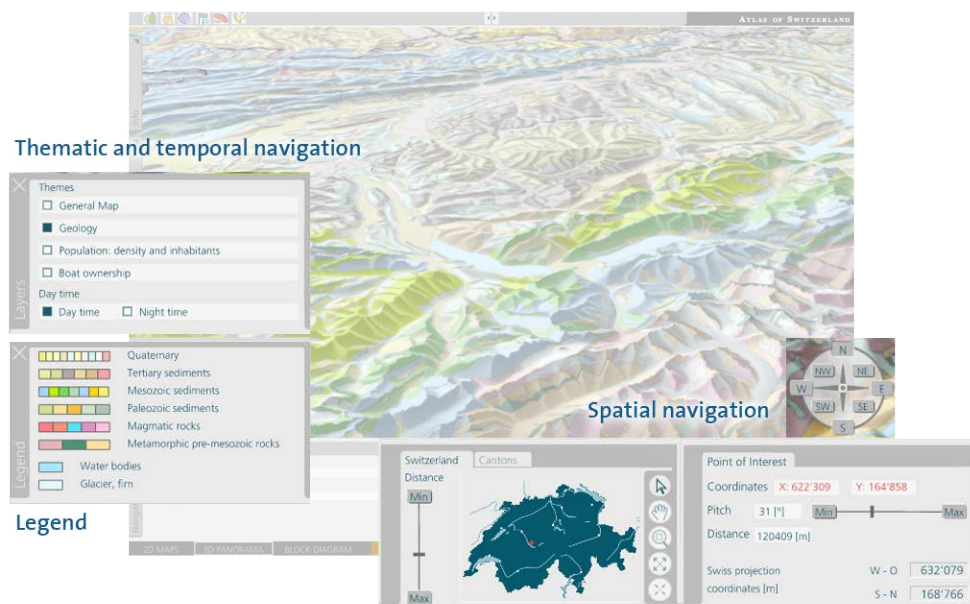 ATLAS OF SWITZERLAND
Info
Thematic and temporal navigation
Layers
Themes
General Map
Geology
Population: density and inhabitants
Boat ownership
Day time
Day time
Night time
Legend
Quaternary
Tertiary sediments
Mesozoic sediments
Paleozoic sediments
Magmatic rocks
Metamorphic pre-mesozoic rocks
Water bodies
Glacier, firn
Legend
Spatial navigation
N
NW NE
W E
SW SE
S
2D MAPS 3D PANORAMA BLOCK DIAGRAM
Switzerland Cantons
Distance
Min
Max
Point of Interest
Coordinates X: 622'309 Y: 164'858
Pitch 31 [°] Min Max
Distance 120409 [m]
Swiss projection W - O 632'079
coordinates [m] S - N 168'766